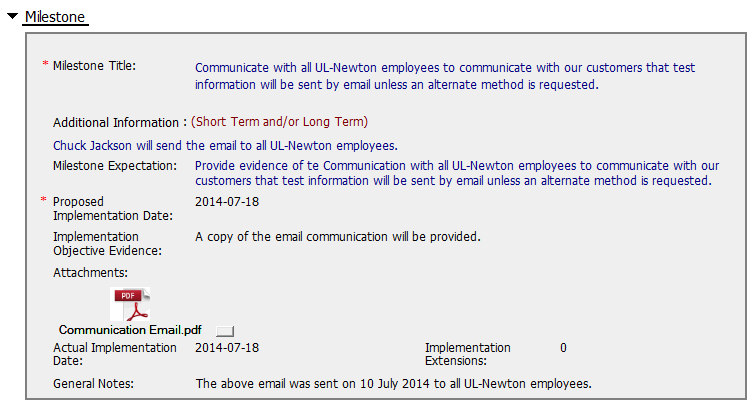 Milestone
* Milestone Title: Communicate with all UL-Newton employees to communicate with our customers that test
information will be sent by email unless an alternate method is requested.
Additional Information : (Short Term and/or Long Term)
Chuck Jackson will send the email to all UL-Newton employees.
Milestone Expectation: Provide evidence of te Communication with all UL-Newton employees to communicate with our
customers that test information will be sent by email unless an alternate method is requested.
* Proposed 2014-07-18
Implementation Date:
Implementation A copy of the email communication will be provided.
Objective Evidence:
Attachments:
PDF
Communication Email.pdf
Actual Implementation 2014-07-18 Implementation 0
Date: Extensions:
General Notes: The above email was sent on 10 July 2014 to all UL-Newton employees.